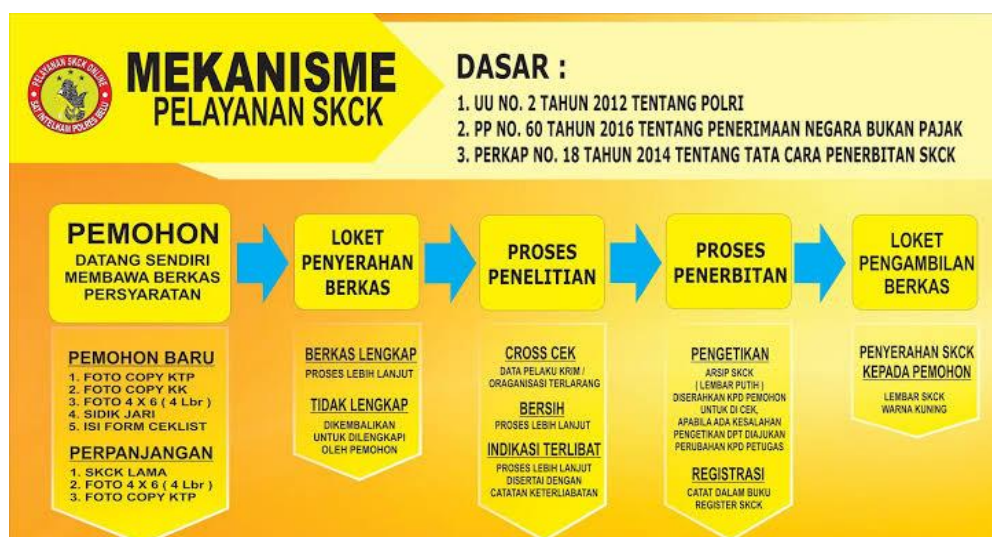 PELAYANAN SKCK ONLINE
SAT INTELKAM POLRES BELU
MEKANISME
PELAYANAN SKCK
DASAR :
1. UU NO. 2 TAHUN 2012 TENTANG POLRI
2. PP NO. 60 TAHUN 2016 TENTANG PENERIMAAN NEGARA BUKAN PAJAK
3. PERKAP NO. 18 TAHUN 2014 TENTANG TATA CARA PENERBITAN SKCK
PEMOHON
DATANG SENDIRI
MEMBAWA BERKAS
PERSYARATAN
PEMOHON BARU
1. FOTO COPY KTP
2. FOTO COPY KK
3. FOTO 4 X 6 ( 4 Lbr )
4. SIDIK JARI
5. ISI FORM CEKLIST
PERPANJANGAN
1. SKCK LAMA
2. FOTO 4 X 6 ( 4 Lbr )
3. FOTO COPY KTP
LOKET
PENYERAHAN
BERKAS
BERKAS LENGKAP
PROSES LEBIH LANJUT
TIDAK LENGKAP
DIKEMBALIKAN
UNTUK DILENGKAPI
OLEH PEMOHON
PROSES
PENELITIAN
CROSS CEK
DATA PELAKU KRIM /
ORAGANISASI TERLARANG
BERSIH
PROSES LEBIH LANJUT
INDIKASI TERLIBAT
PROSES LEBIH LANJUT
DISERTAI DENGAN
CATATAN KETERLIABATAN
PROSES
PENERBITAN
PENGETIKAN
ARSIP SKCK
( LEMBAR PUTIH )
DISERAHKAN KPD PEMOHON
UNTUK DI CEK,
APABILA ADA KESALAHAN
PENGETIKAN DPT DIAJUKAN
PERUBAHAN KPD PETUGAS
REGISTRASI
CATAT DALAM BUKU
REGISTER SKCK
LOKET
PENGAMBILAN
BERKAS
PENYERAHAN SKCK
KEPADA PEMOHON
LEMBAR SKCK
WARNA KUNING